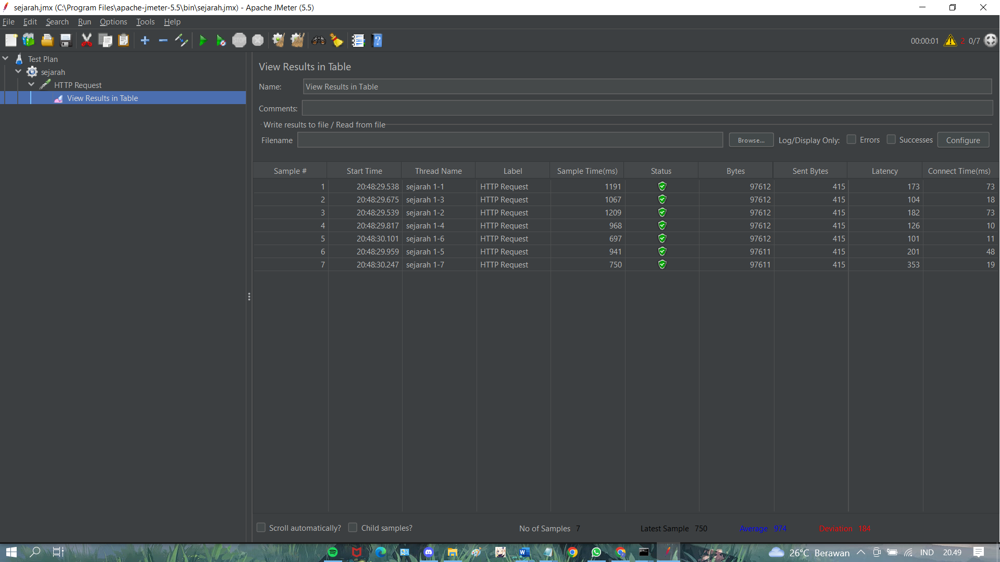 sejarah.jmx (C:\Program Files\apache-jmeter-5.5\bin\sejarah.jmx) - Apache JMeter (5.5)
File Edit Search Run Options Tools Help
STOP
00:00:01 2 0/7
Test Plan
sejarah
HTTP Request
View Results in Table
View Results in Table
Name: View Results in Table
Comments:
Write results to file / Read from file
Filename Browse... Log/Display Only: Errors Successes Configure
Sample # Start Time Thread Name Label Sample Time(ms) Status Bytes Sent Bytes Latency Connect Time(ms)
1 20:48:29.538 sejarah 1-1 HTTP Request 1191 97612 415 173 73
2 20:48:29.675 sejarah 1-3 HTTP Request 1067 97612 415 104 18
3 20:48:29.539 sejarah 1-2 HTTP Request 1209 97612 415 182 73
4 20:48:29.817 sejarah 1-4 HTTP Request 968 97612 415 126 10
5 20:48:30.101 sejarah 1-6 HTTP Request 697 97612 415 101 11
6 20:48:29.959 sejarah 1-5 HTTP Request 941 97611 415 201 48
7 20:48:30.247 sejarah 1-7 HTTP Request 750 97611 415 353 19
Scroll automatically? Child samples? No of Samples 7 Latest Sample 750 Average 974 Deviation 184
26°C Berawan IND 20.49